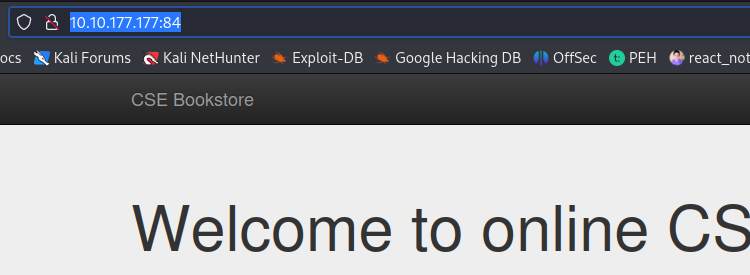 10.10.177.177:84
ocs Kali Forums Kali NetHunter Exploit-DB Google Hacking DB OffSec PEH react_not
CSE Bookstore
Welcome to online CS